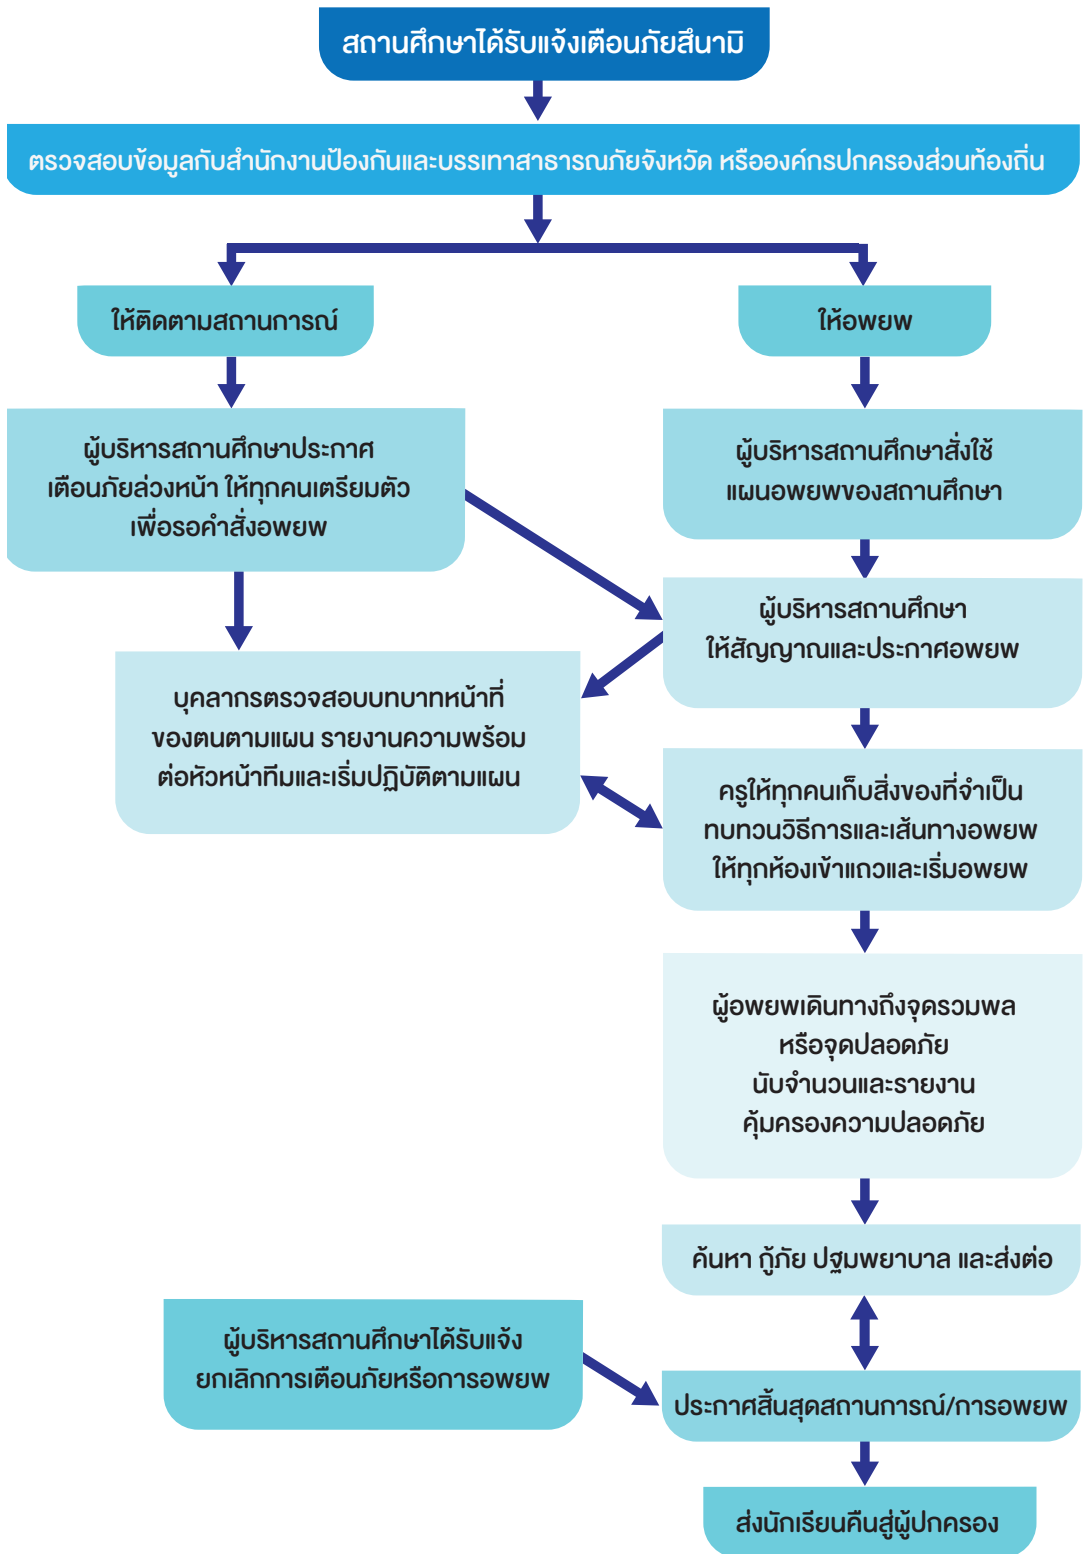 สถานศึกษาได้รับแจ้งเตือนภัยสึนามิ
ตรวจสอบข้อมูลกับสำนักงานป้องกันและบรรเทาสาธารณภัยจังหวัด หรือองค์กรปกครองส่วนท้องถิ่น
ให้ติดตามสถานการณ์
ให้อพยพ
ผู้บริหารสถานศึกษาประกาศ
เตือนภัยล่วงหน้า ให้ทุกคนเตรียมตัว
เพื่อรอคำสั่งอพยพ
ผู้บริหารสถานศึกษาสั่งใช้
แผนอพยพของสถานศึกษา
ผู้บริหารสถานศึกษา
ให้สัญญาณและประกาศอพยพ
บุคลากรตรวจสอบบทบาทหน้าที่
ของตนตามแผน รายงานความพร้อม
ต่อหัวหน้าทีมและเริ่มปฏิบัติตามแผน
ครูให้ทุกคนเก็บสิ่งของที่จำเป็น
ทบทวนวิธีการและเส้นทางอพยพ
ให้ทุกห้องเข้าแถวและเริ่มอพยพ
ผู้อพยพเดินทางถึงจุดรวมพล
หรือจุดปลอดภัย
นับจำนวนและรายงาน
คุ้มครองความปลอดภัย
ค้นหา กู้ภัย ปฐมพยาบาล และส่งต่อ
ผู้บริหารสถานศึกษาได้รับแจ้ง
ยกเลิกการเตือนภัยหรือการอพยพ
ประกาศสิ้นสุดสถานการณ์/การอพยพ
ส่งนักเรียนคืนสู่ผู้ปกครอง